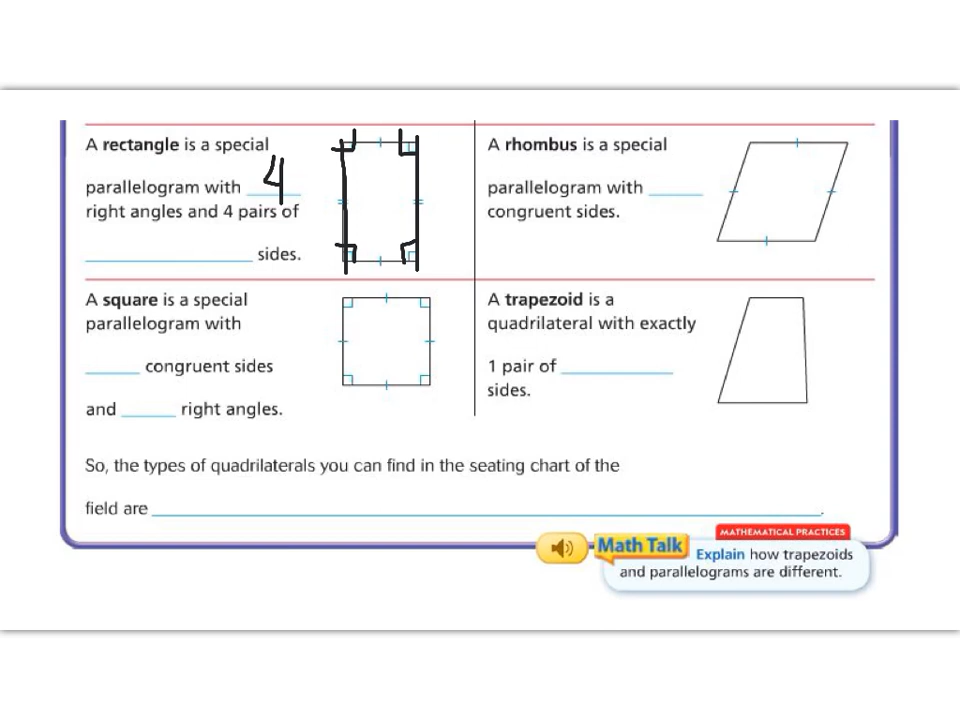 A rectangle is a special
parallelogram with 4
right angles and 4 pairs of
sides.
A rhombus is a special
parallelogram with
congruent sides.
A square is a special
parallelogram with
congruent sides
and right angles.
A trapezoid is a
quadrilateral with exactly
1 pair of
sides.
So, the types of quadrilaterals you can find in the seating chart of the
field are .
MATHEMATICAL PRACTICES
Math Talk
Explain how trapezoids
and parallelograms are different.